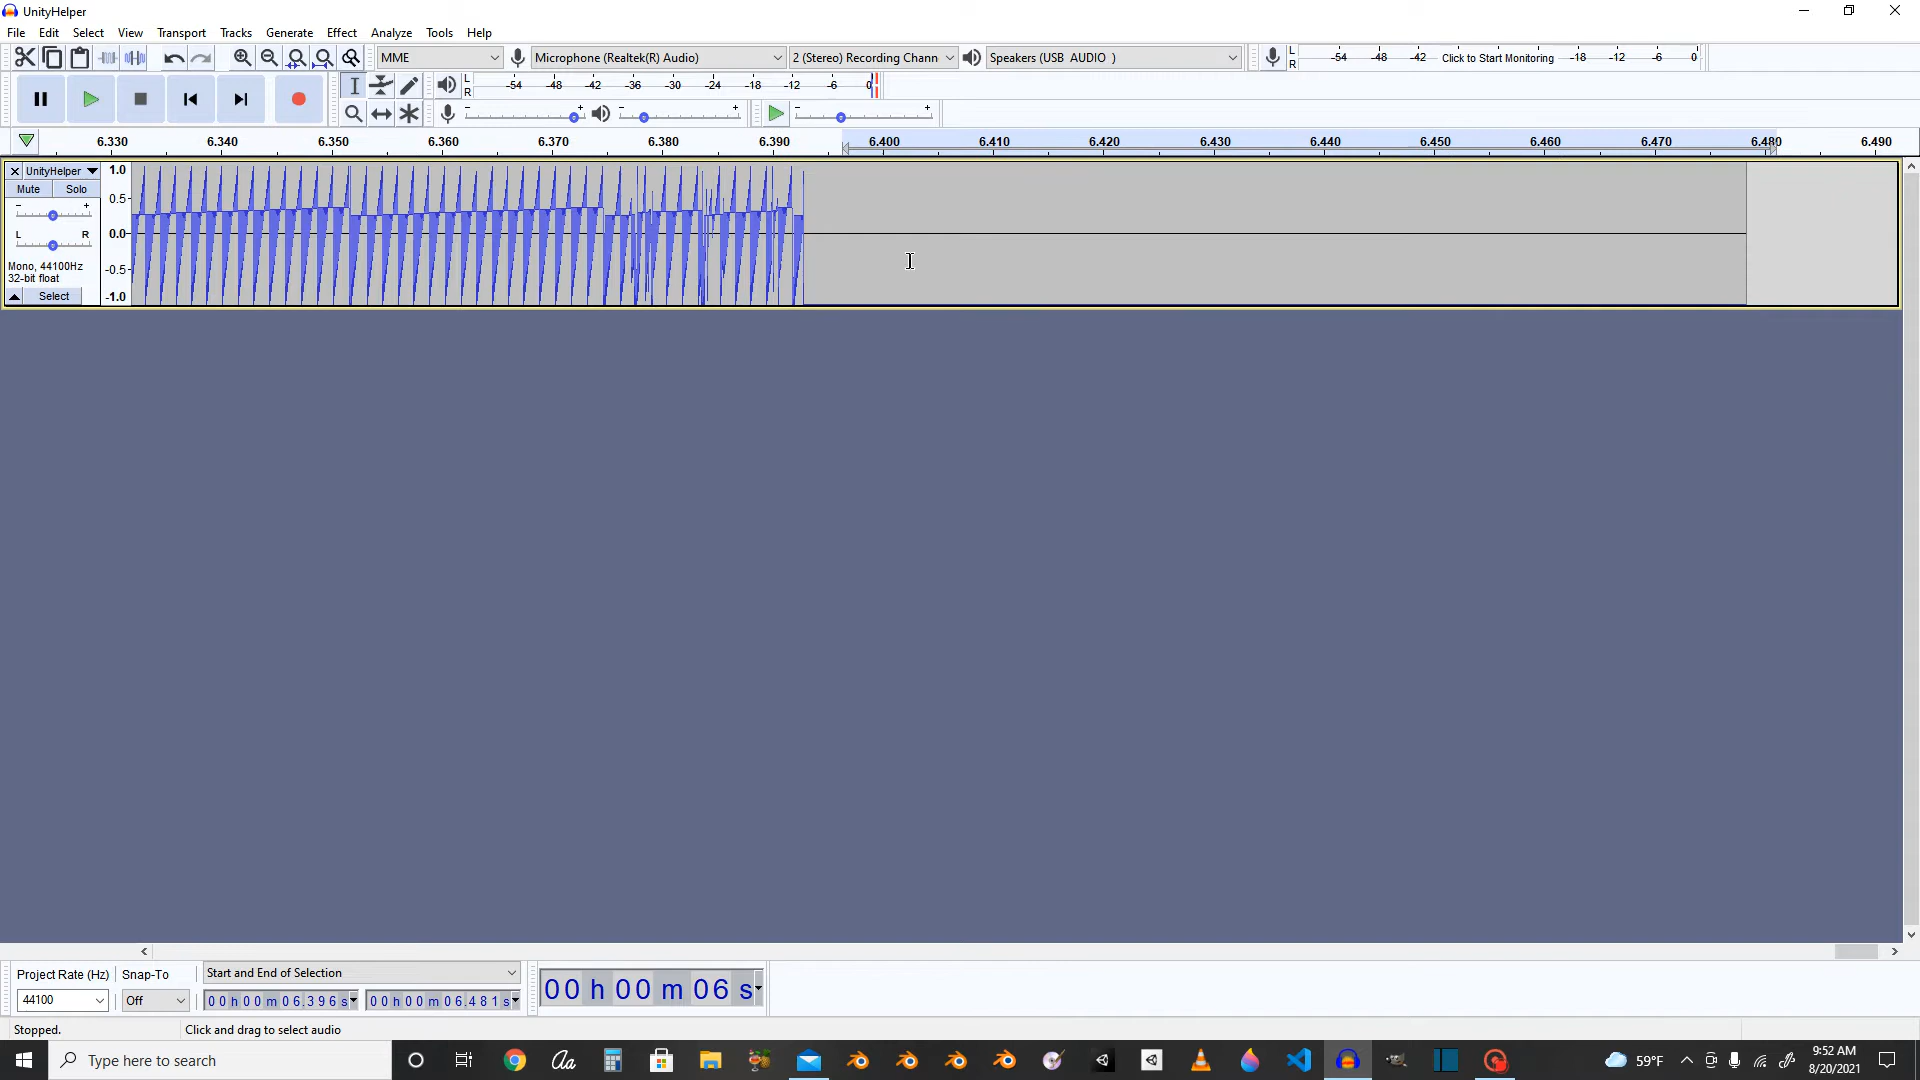 UnityHelper
File Edit Select View Transport Tracks Generate Effect Analyze Tools Help
MME Microphone (Realtek(R) Audio) 2 (Stereo) Recording Chann Speakers (USB AUDIO ) L R -54 -48 -42 Click to Start Monitoring -18 -12 -6 0
L R -54 -48 -42 -36 -30 -24 -18 -12 -6 0
- + - + - +
6.330 6.340 6.350 6.360 6.370 6.380 6.390 6.400 6.410 6.420 6.430 6.440 6.450 6.460 6.470 6.480 6.490
UnityHelper 1.0
Mute Solo
- + 0.5
L R 0.0
Mono, 44100Hz -0.5
32-bit float
Select -1.0
Project Rate (Hz) Snap-To Start and End of Selection
44100 Off 00 h 00 m 06.396 s 00 h 00 m 06.481 s 00 h 00 m 06 s
Stopped. Click and drag to select audio
Type here to search Aa 59°F 9:52 AM
8/20/2021